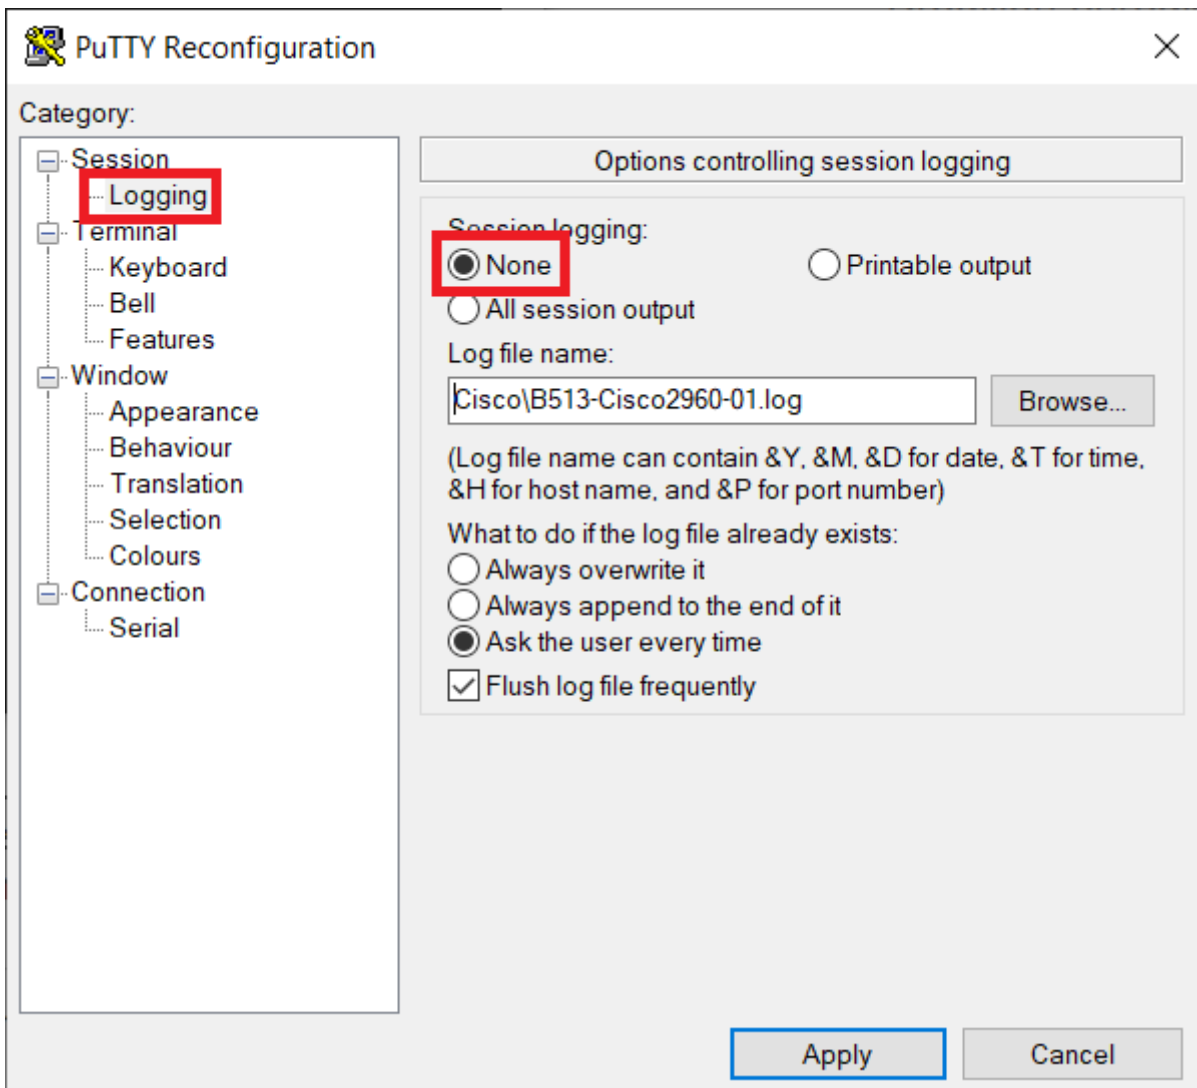 PuTTY Reconfiguration
Category:
Session
Logging
Terminal
Keyboard
Bell
Features
Window
Appearance
Behaviour
Translation
Selection
Colours
Connection
Serial
Options controlling session logging
Session logging:
None
Printable output
All session output
Log file name:
Cisco\B513-Cisco2960-01.log
Browse...
(Log file name can contain &Y, &M, &D for date, &T for time,
&H for host name, and &P for port number)
What to do if the log file already exists:
Always overwrite it
Always append to the end of it
Ask the user every time
Flush log file frequently
Apply
Cancel